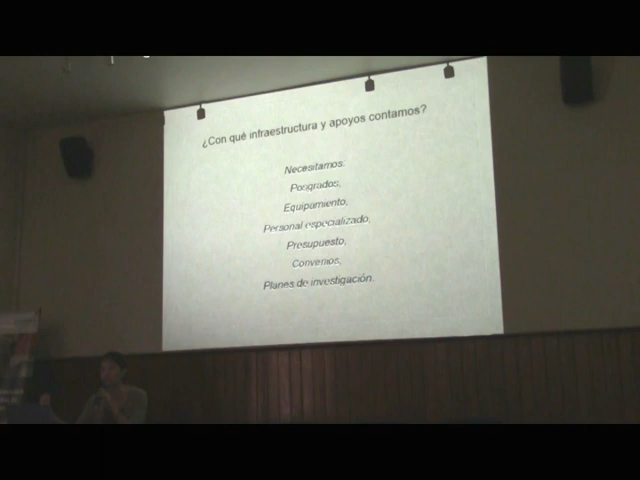 ¿Con qué infraestructura y apoyos contamos?
Necesitamos:
Posgrados,
Equipamiento,
Personal especializado,
Presupuesto,
Convenios,
Planes de investigación.